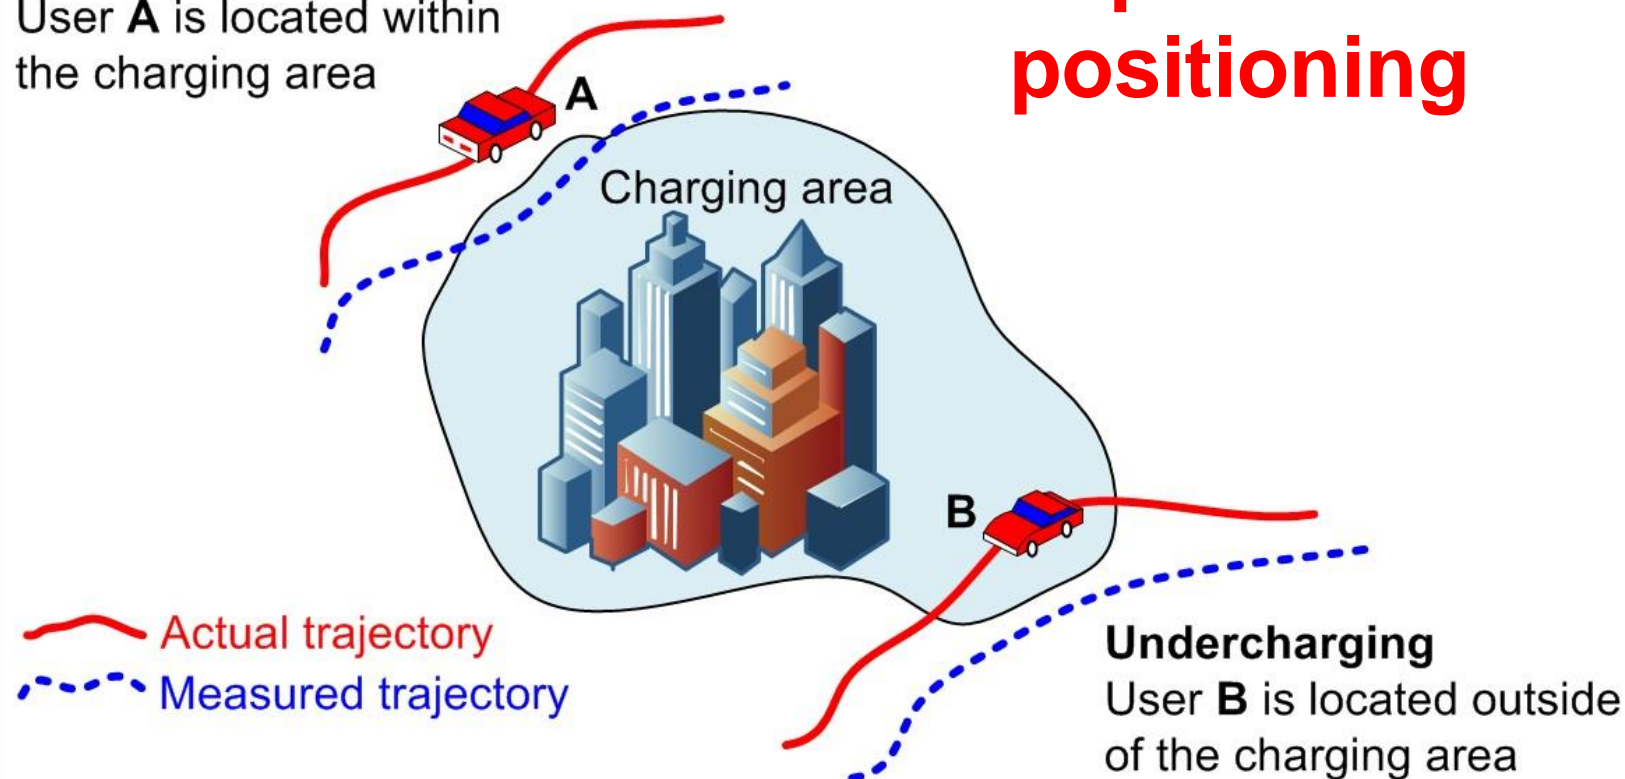 User A is located within
the charging area
positioning
A
Charging area
B
Actual trajectory
Measured trajectory
Undercharging
User B is located outside
of the charging area